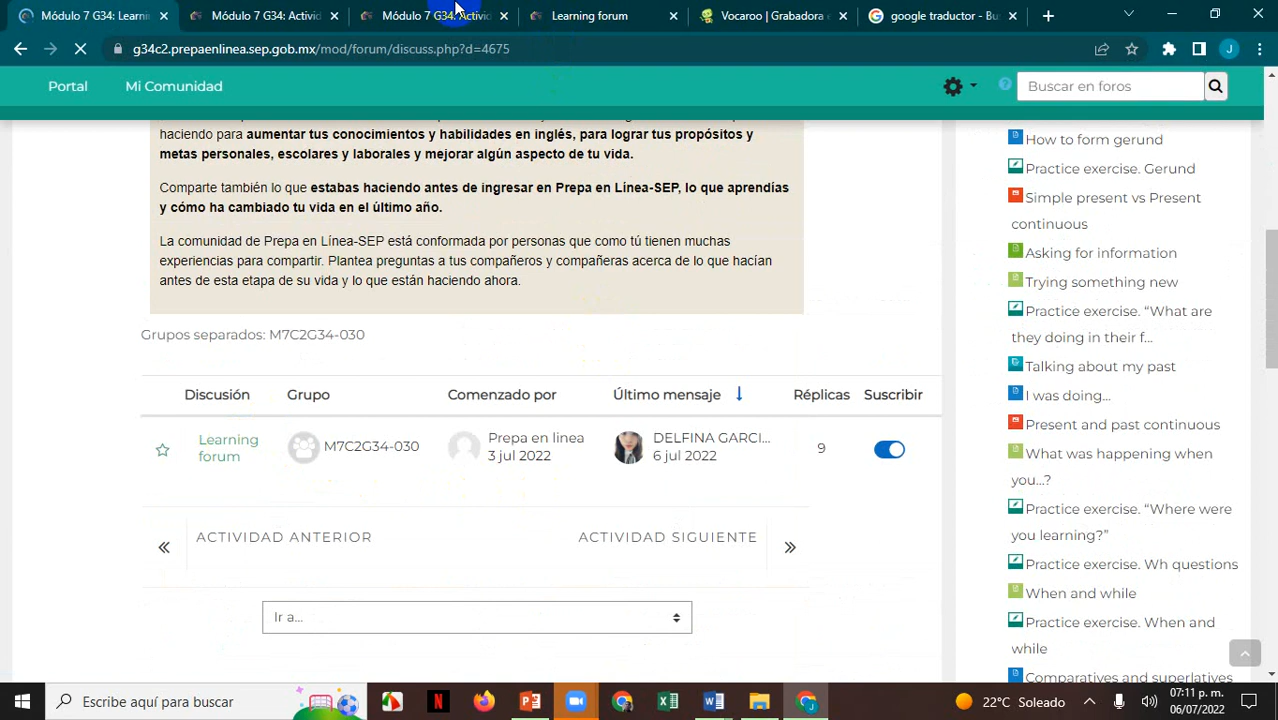 Módulo 7 G34: Learni
Módulo 7 G34: Activid
Módulo 7 G34: Activid
Learning forum
Vocaroo | Grabadora
google traductor - Bu
g34c2.prepaenlinea.sep.gob.mx/mod/forum/discuss.php?d=4675
J
Portal
Mi Comunidad
Buscar en foros
haciendo para aumentar tus conocimientos y habilidades en inglés, para lograr tus propósitos y
metas personales, escolares y laborales y mejorar algún aspecto de tu vida.
Comparte también lo que estabas haciendo antes de ingresar en Prepa en Línea-SEP, lo que aprendías
y cómo ha cambiado tu vida en el último año.
La comunidad de Prepa en Línea-SEP está conformada por personas que como tú tienen muchas
experiencias para compartir. Plantea preguntas a tus compañeros y compañeras acerca de lo que hacían
antes de esta etapa de su vida y lo que están haciendo ahora.
Grupos separados: M7C2G34-030
Discusión Grupo Comenzado por Último mensaje Réplicas Suscribir
Learning
forum
M7C2G34-030
Prepa en linea
3 jul 2022
DELFINA GARCI...
6 jul 2022
9
ACTIVIDAD ANTERIOR
ACTIVIDAD SIGUIENTE
Ir a...
How to form gerund
Practice exercise. Gerund
Simple present vs Present
continuous
Asking for information
Trying something new
Practice exercise. “What are
they doing in their f...
Talking about my past
I was doing...
Present and past continuous
What was happening when
you...?
Practice exercise. “Where were
you learning?”
Practice exercise. Wh questions
When and while
Practice exercise. When and
while
Comparatives and superlatives
Escribe aquí para buscar
22°C Soleado
07:11 p. m.
06/07/2022